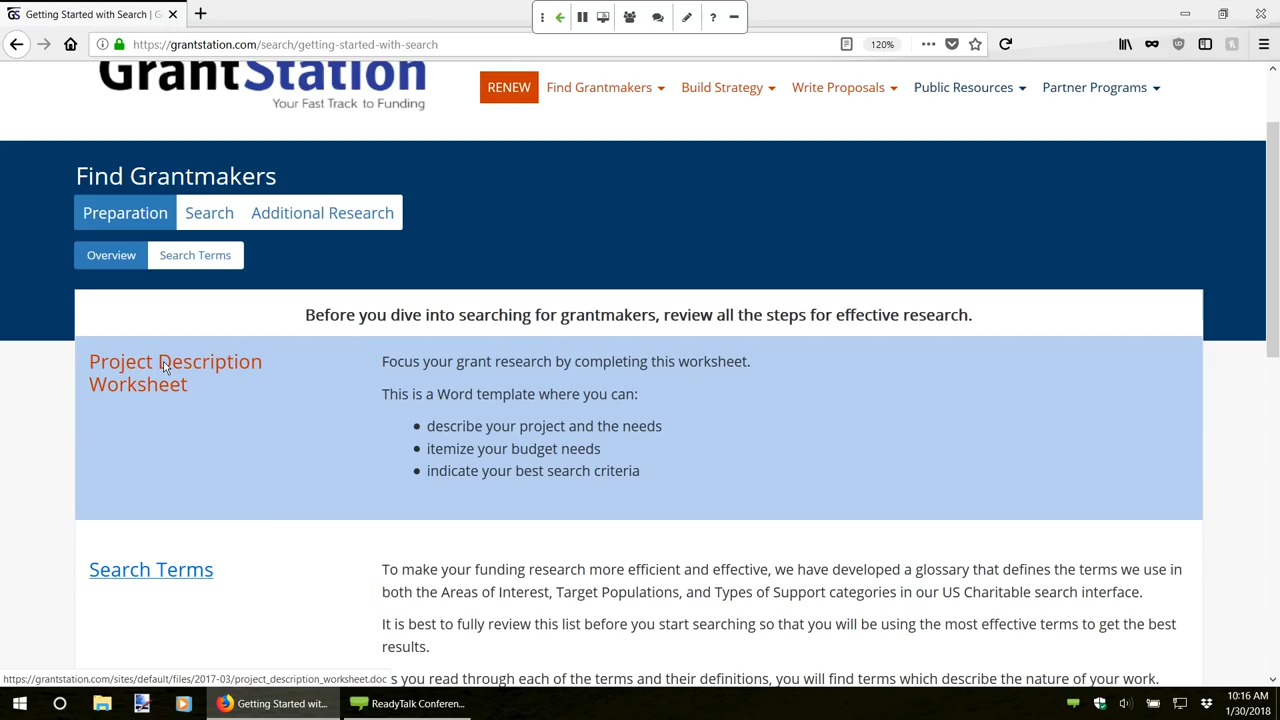 Getting Started with Search | G
https://grantstation.com/search/getting-started-with-search
120%
GrantStation
Your Fast Track to Funding
RENEW
Find Grantmakers
Build Strategy
Write Proposals
Public Resources
Partner Programs
Find Grantmakers
Preparation
Search
Additional Research
Overview
Search Terms
Before you dive into searching for grantmakers, review all the steps for effective research.
Project Description
Worksheet
Focus your grant research by completing this worksheet.
This is a Word template where you can:
describe your project and the needs
itemize your budget needs
indicate your best search criteria
Search Terms
To make your funding research more efficient and effective, we have developed a glossary that defines the terms we use in
both the Areas of Interest, Target Populations, and Types of Support categories in our US Charitable search interface.
It is best to fully review this list before you start searching so that you will be using the most effective terms to get the best
results.
s you read through each of the terms and their definitions, you will find terms which describe the nature of your work.
https://grantstation.com/sites/default/files/2017-03/project_description_worksheet.doc
Getting Started wit...
ReadyTalk Conferen...
10:16 AM
1/30/2018